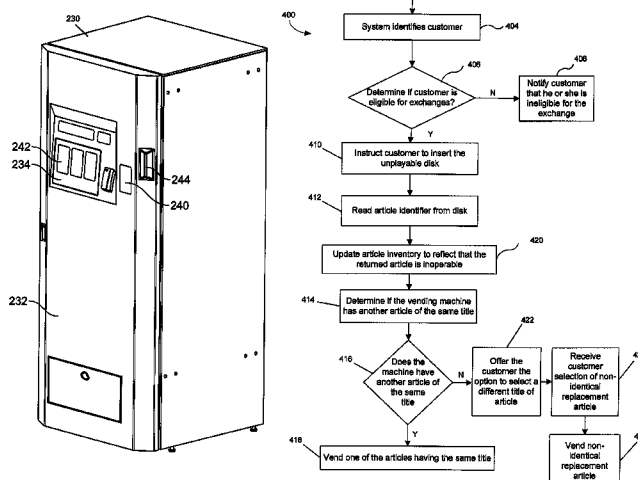 230
242
234
244
240
232
400
System identifies customer
404
Determine if customer is
eligible for exchanges?
406
N
Notify customer
that he or she is
ineligible for the
exchange
408
Y
410
Instruct customer to insert the
unplayable disk
412
Read article identifier from disk
Update article inventory to reflect that the
returned article is inoperable
420
414
Determine if the vending machine
has another article of the same title
416
Does the
machine have
another article of
the same
title
N
422
Offer the
customer the
option to select a
different title of
article
Receive
customer
selection of non-
identical
replacement
article
Y
418
Vend one of the articles having the same title
Vend non-
identical
replacement
article